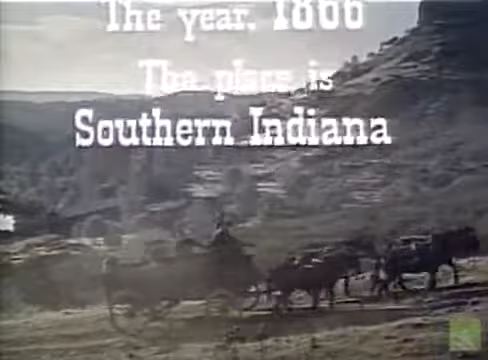 The year, 1866
The place is
Southern Indiana